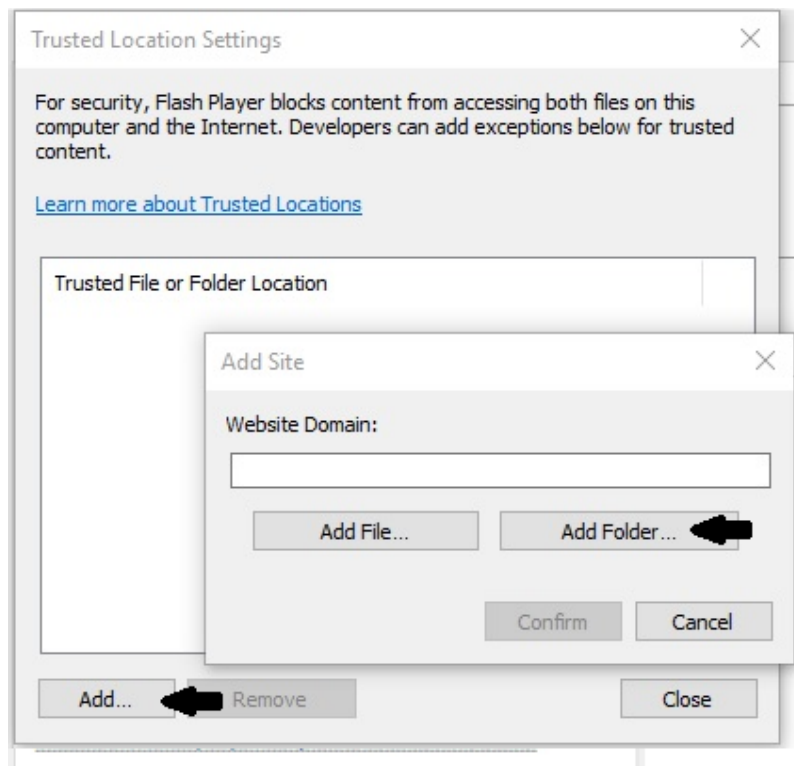 Trusted Location Settings
For security, Flash Player blocks content from accessing both files on this
computer and the Internet. Developers can add exceptions below for trusted
content.
Learn more about Trusted Locations
Trusted File or Folder Location
Add Site
Website Domain:
Add File...
Add Folder...
Confirm
Cancel
Add...
Remove
Close